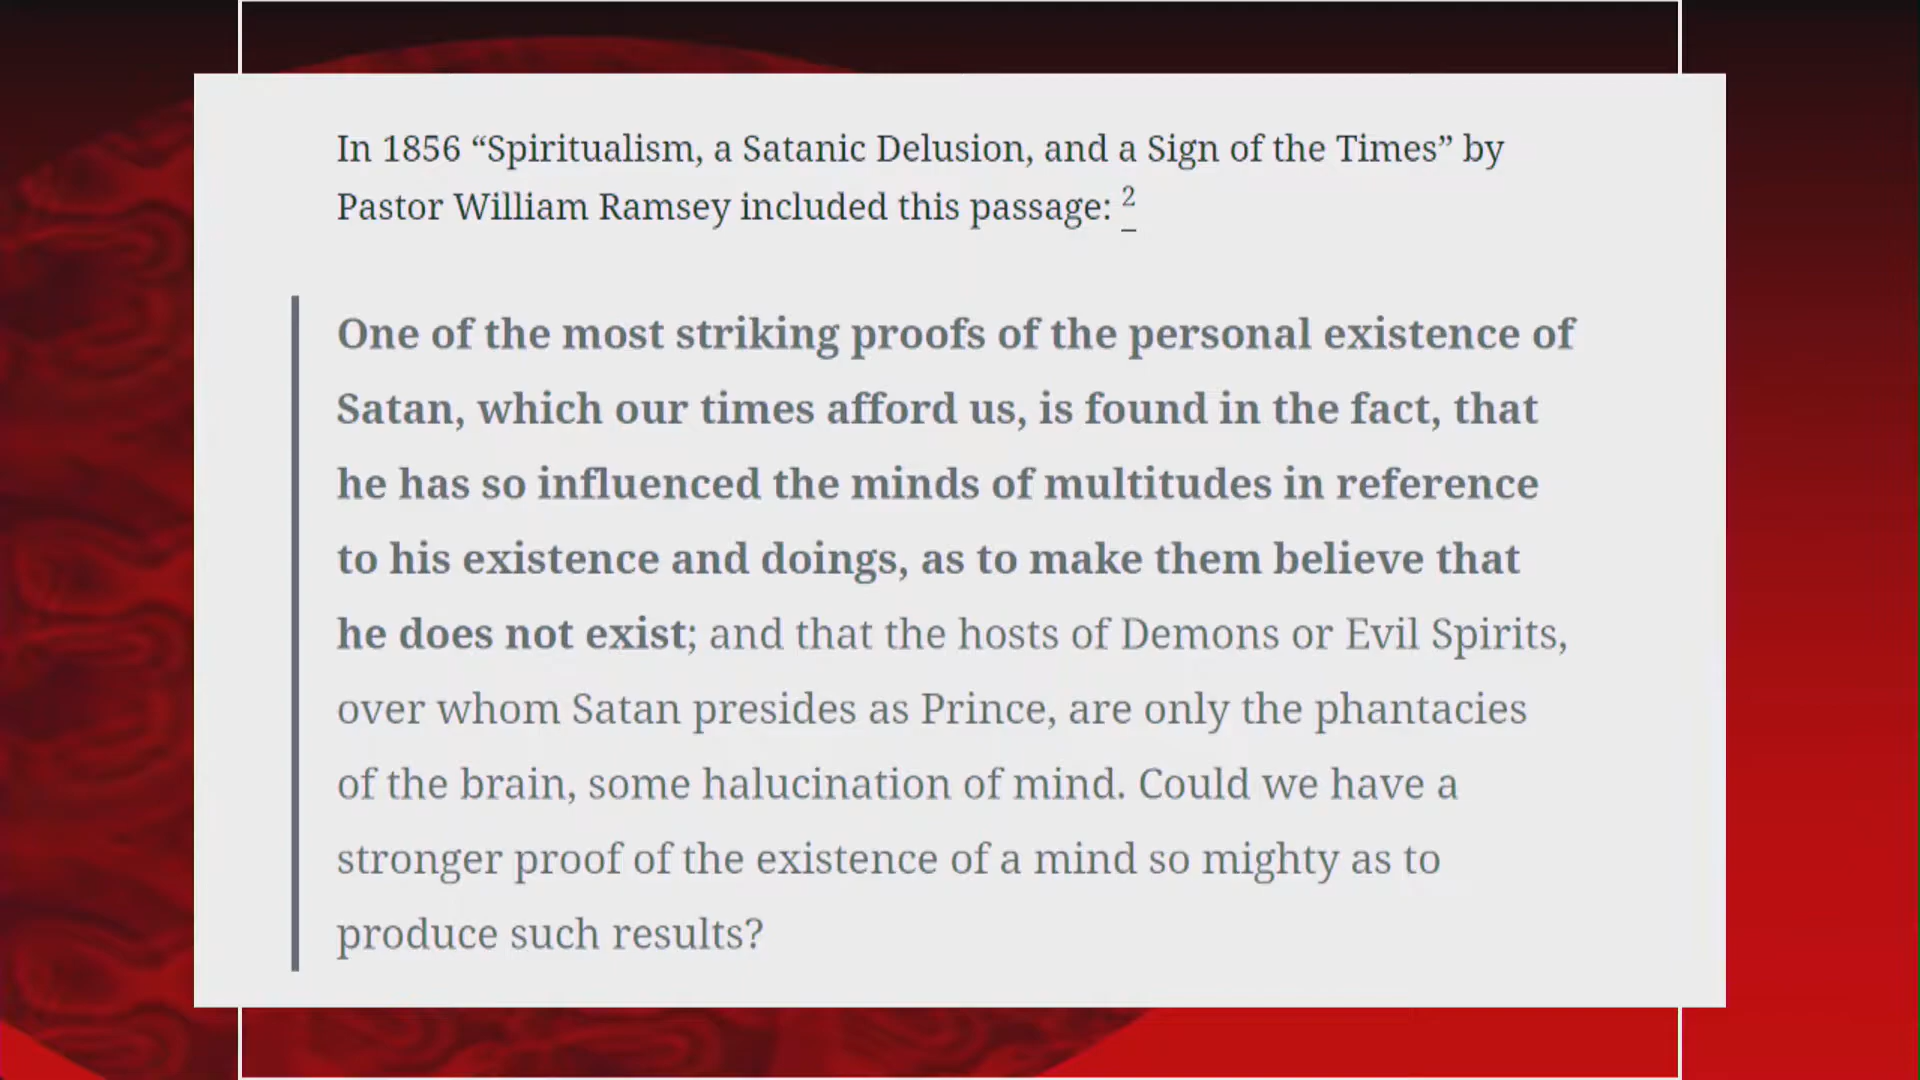 In 1856 “Spiritualism, a Satanic Delusion, and a Sign of the Times” by
Pastor William Ramsey included this passage: 2
One of the most striking proofs of the personal existence of
Satan, which our times afford us, is found in the fact, that
he has so influenced the minds of multitudes in reference
to his existence and doings, as to make them believe that
he does not exist; and that the hosts of Demons or Evil Spirits,
over whom Satan presides as Prince, are only the phantacies
of the brain, some halucination of mind. Could we have a
stronger proof of the existence of a mind so mighty as to
produce such results?